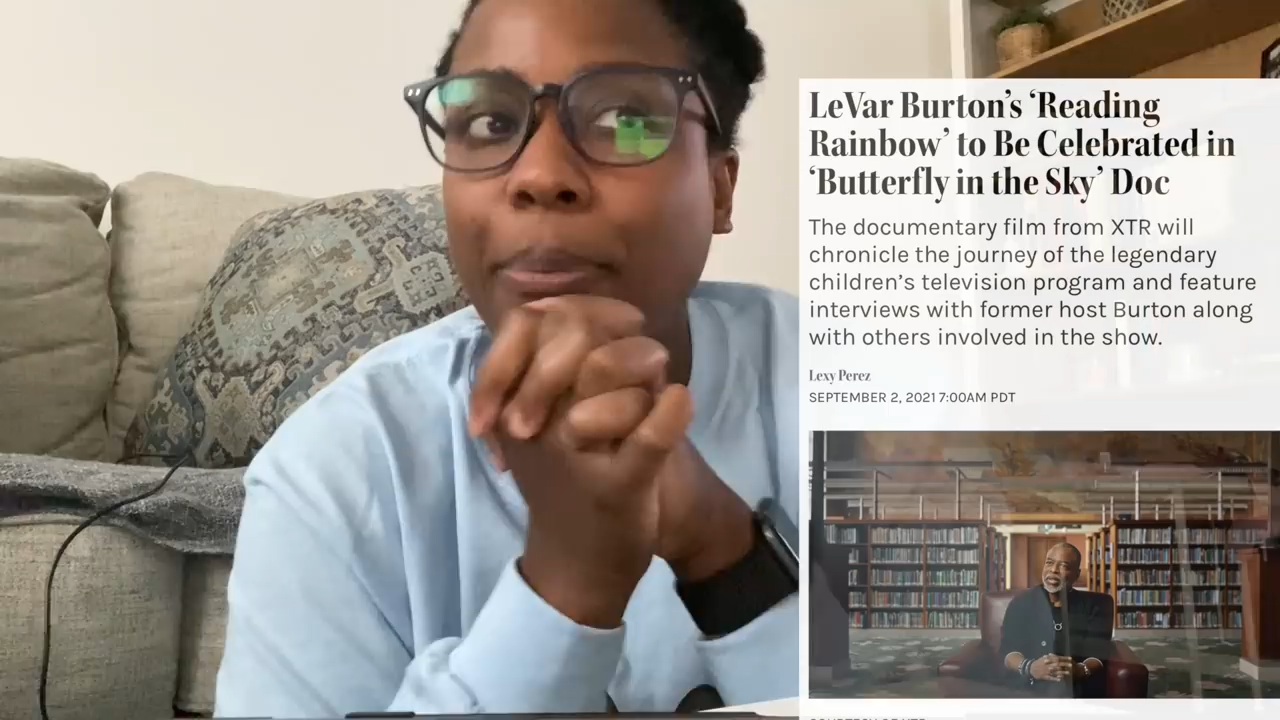 LeVar Burton's 'Reading
Rainbow' to Be Celebrated in
'Butterfly in the Sky' Doc
The documentary film from XTR will
chronicle the journey of the legendary
children's television program and feature
interviews with former host Burton along
with others involved in the show.
Lexy Perez
SEPTEMBER 2, 2021 7:00AM PDT